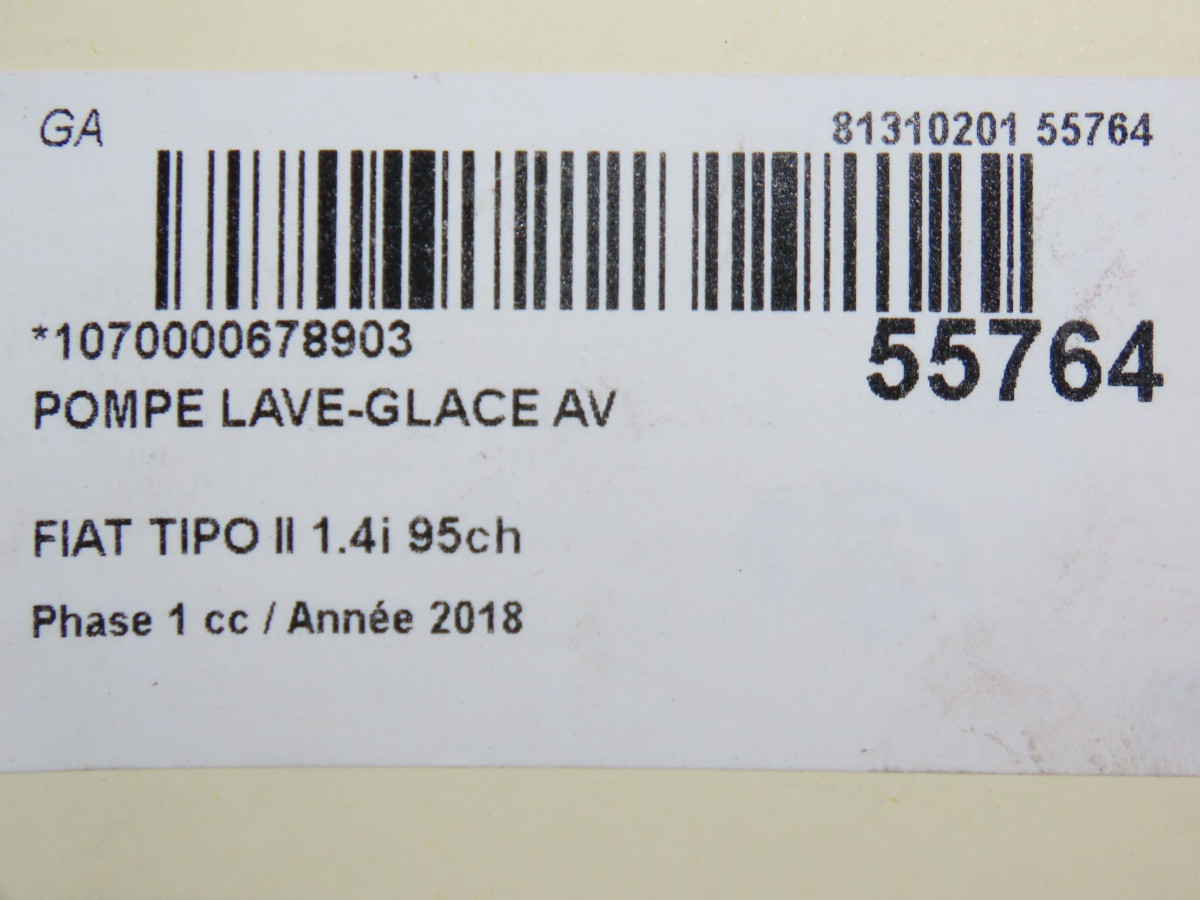 GA
81310201 55764
*1070000678903
55764
POMPE LAVE-GLACE AV
FIAT TIPO II 1.4i 95ch
Phase 1 cc / Année 2018